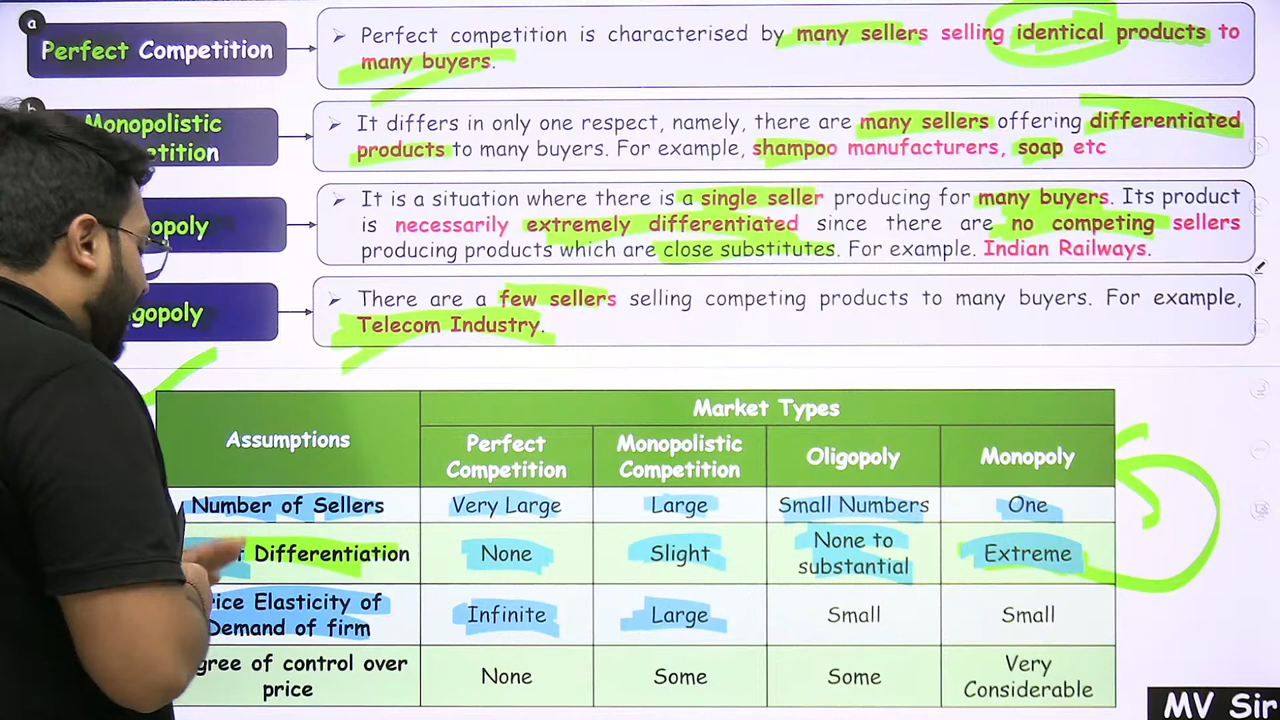 a
Perfect Competition
➢ Perfect competition is characterised by many sellers selling identical products to
many buyers.
Monopolistic
etition
➢ It differs in only one respect, namely, there are many sellers offering differentiated
products to many buyers. For example, shampoo manufacturers, soap etc
opoly
➢ It is a situation where there is a single seller producing for many buyers. Its product
is necessarily extremely differentiated since there are no competing sellers
producing products which are close substitutes. For example. Indian Railways.
gopoly
➢ There are a few sellers selling competing products to many buyers. For example,
Telecom Industry.
Assumptions
Market Types
Perfect
Competition
Monopolistic
Competition
Oligopoly
Monopoly
Number of Sellers
Very Large
Large
Small Numbers
One
Differentiation
None
Slight
None to
substantial
Extreme
ice Elasticity of
Demand of firm
Infinite
Large
Small
Small
gree of control over
price
None
Some
Some
Very
Considerable
MV Sir